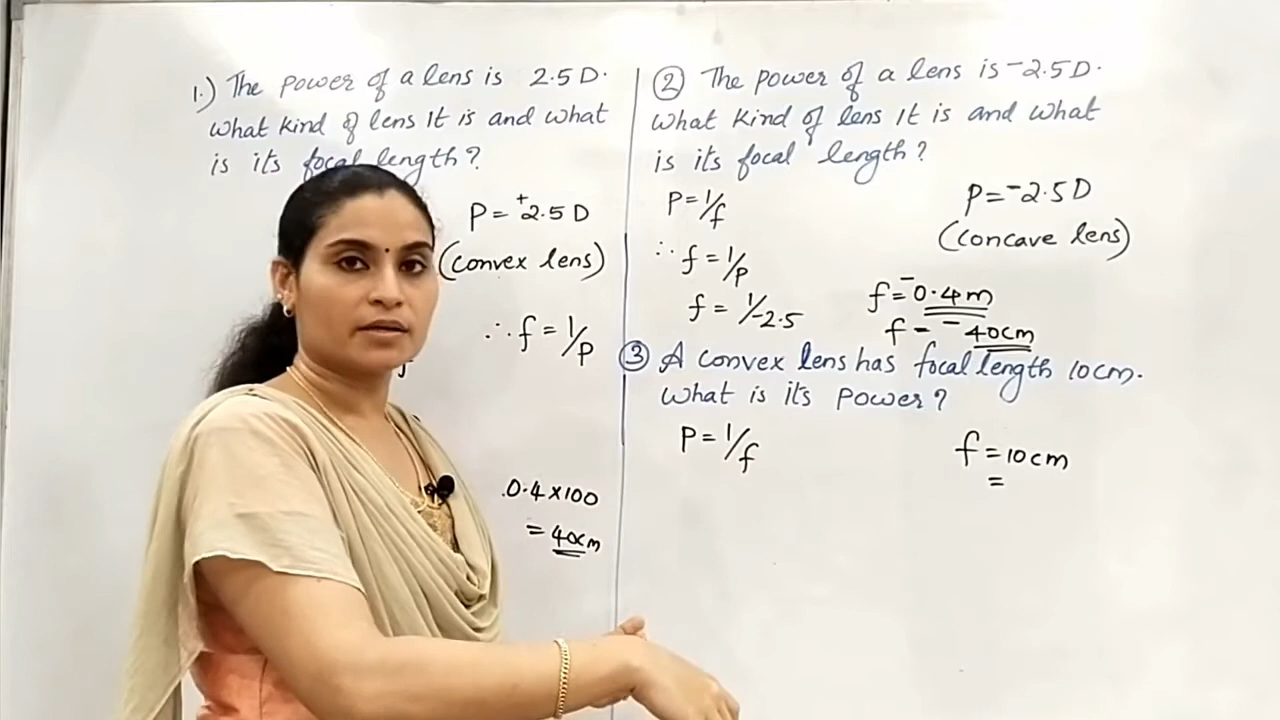 1.) The power of a lens is 2.5 D.
What kind of lens It is and what
is its focal length?
P = +2.5 D
(convex lens)
∴ f = 1/P
0.4 x 100
= 40cm
② The power of a lens is -2.5 D.
What kind of lens It is and what
is its focal length?
P = 1/f
P = -2.5 D
(concave lens)
∴ f = 1/P
f = 1/-2.5
f = -0.4m
f = -40cm
③ A convex lens has focal length 10cm.
What is its power?
P = 1/f
f = 10cm
=